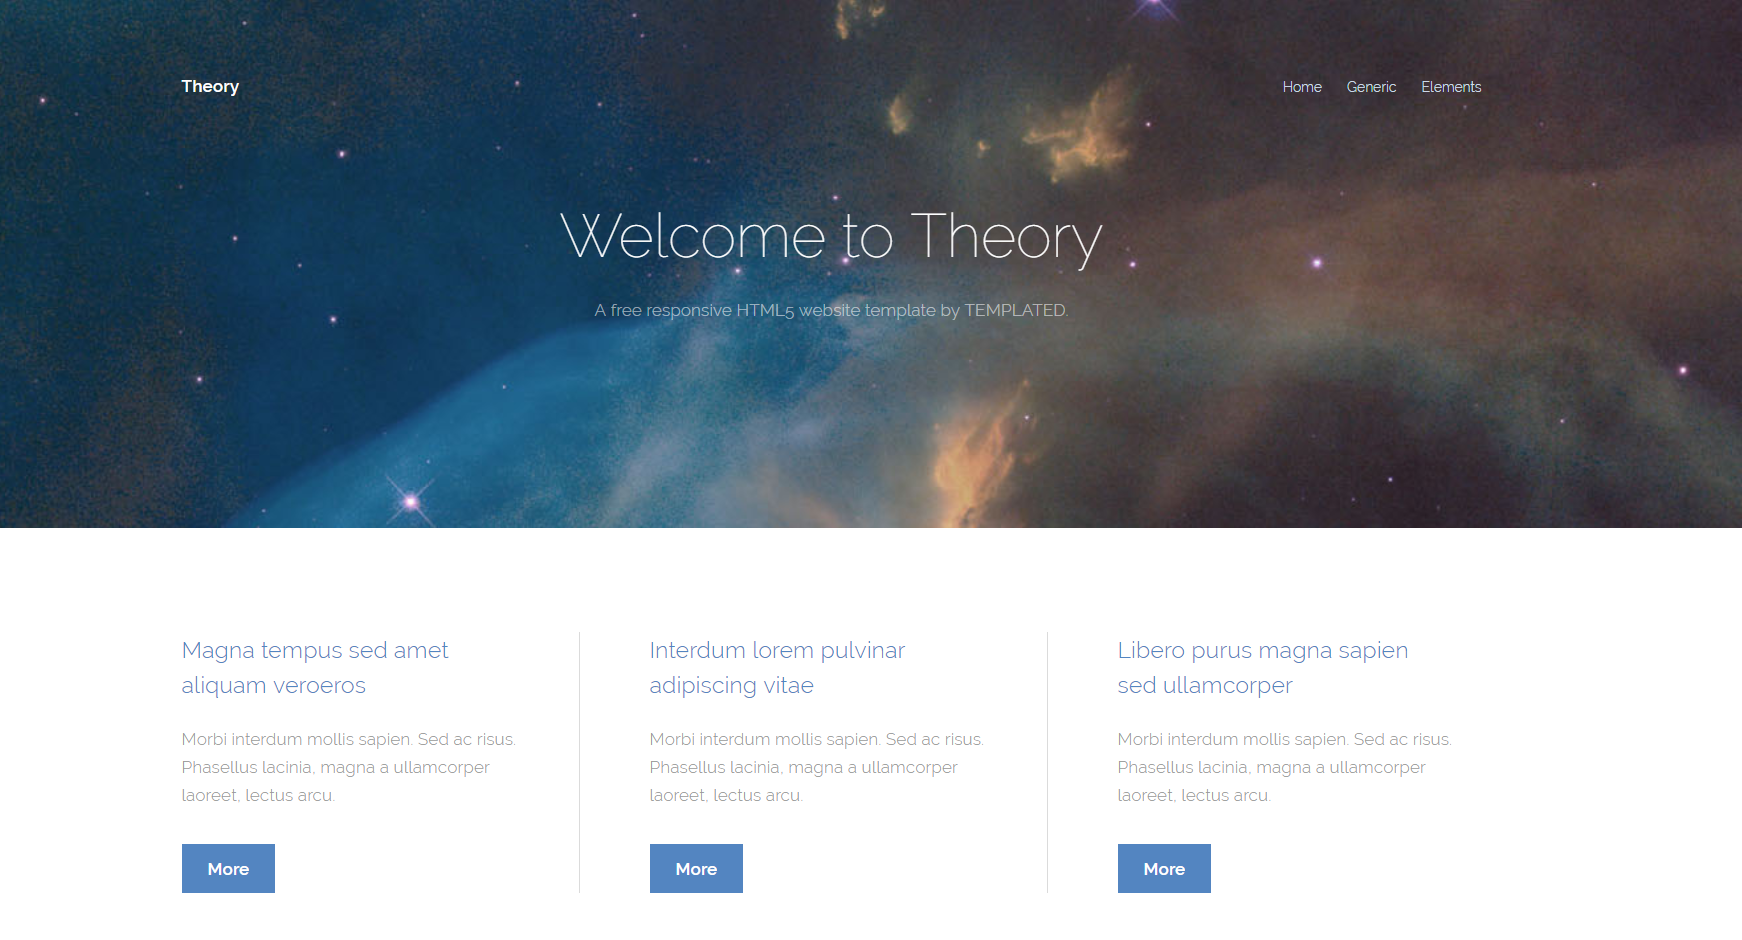 Theory
Home Generic Elements
Welcome to Theory
A free responsive HTML5 website template by TEMPLATED.
Magna tempus sed amet
aliquam veroeros
Morbi interdum mollis sapien. Sed ac risus.
Phasellus lacinia, magna a ullamcorper
laoreet, lectus arcu.
More
Interdum lorem pulvinar
adipiscing vitae
Morbi interdum mollis sapien. Sed ac risus.
Phasellus lacinia, magna a ullamcorper
laoreet, lectus arcu.
More
Libero purus magna sapien
sed ullamcorper
Morbi interdum mollis sapien. Sed ac risus.
Phasellus lacinia, magna a ullamcorper
laoreet, lectus arcu.
More